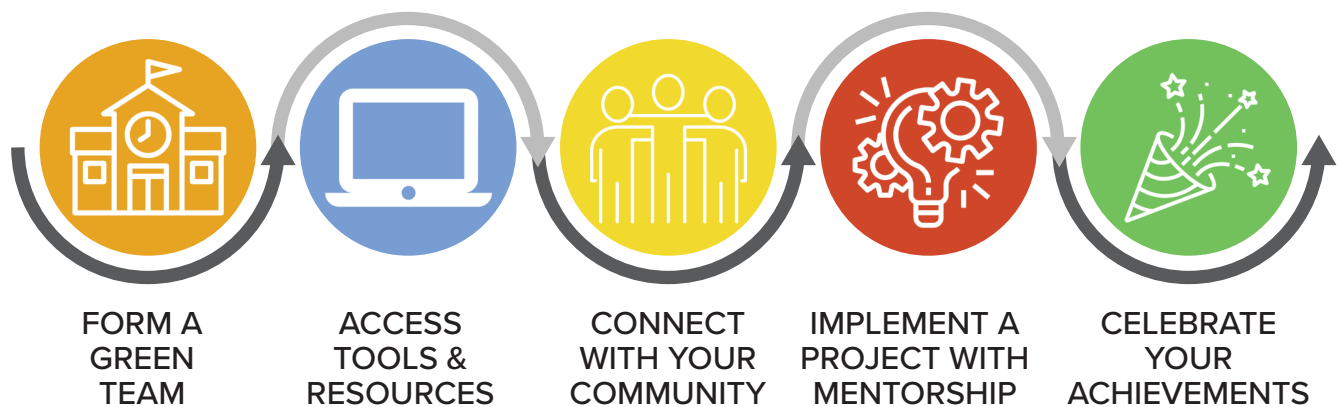 FORM A
GREEN
TEAM
ACCESS
TOOLS &
RESOURCES
CONNECT
WITH YOUR
COMMUNITY
IMPLEMENT A
PROJECT WITH
MENTORSHIP
CELEBRATE
YOUR
ACHIEVEMENTS